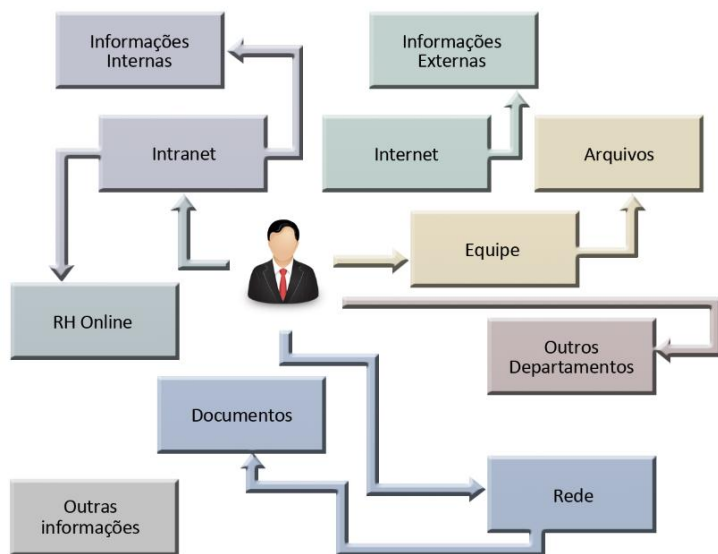 Informações
Internas
Informações
Externas
Intranet
Internet
Arquivos
Equipe
RH Online
Outros
Departamentos
Documentos
Rede
Outras
informações